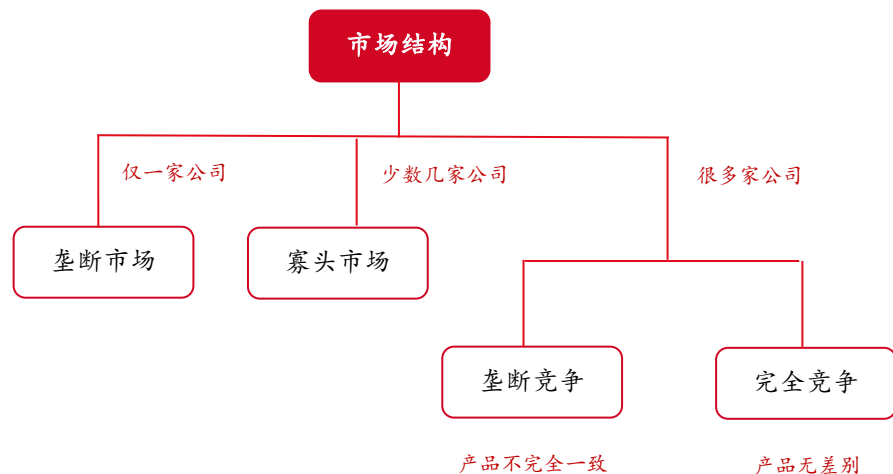 市场结构
仅一家公司
少数几家公司
很多家公司
垄断市场
寡头市场
垄断竞争
完全竞争
产品不完全一致
产品无差别